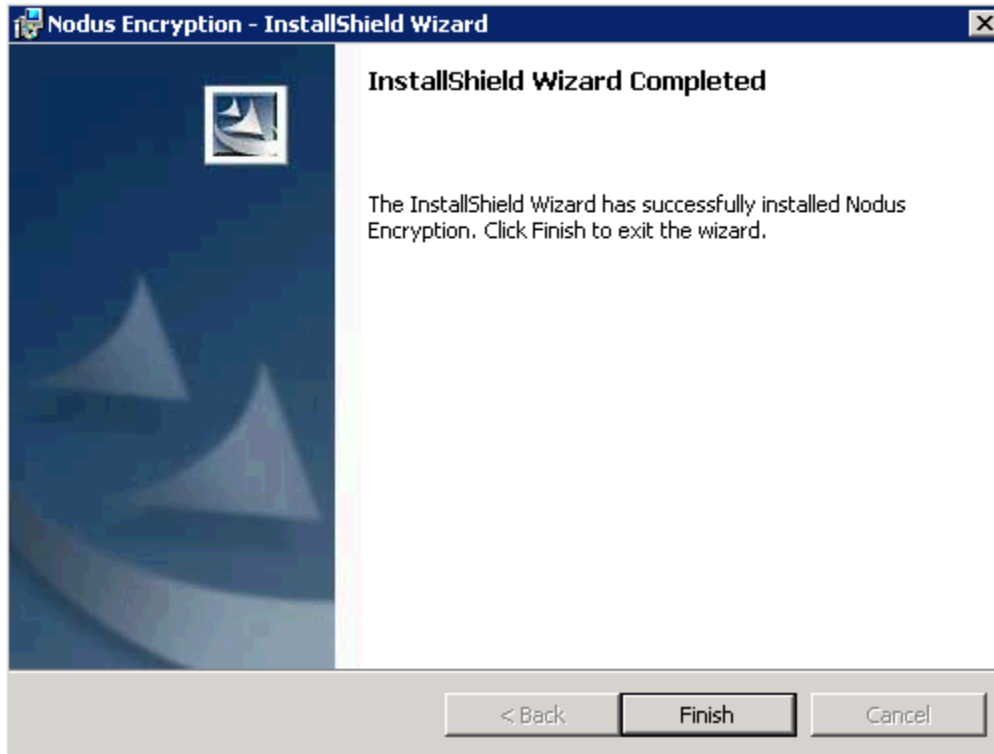 Nodus Encryption - InstallShield Wizard
InstallShield Wizard Completed
The InstallShield Wizard has successfully installed Nodus
Encryption. Click Finish to exit the wizard.
< Back Finish Cancel